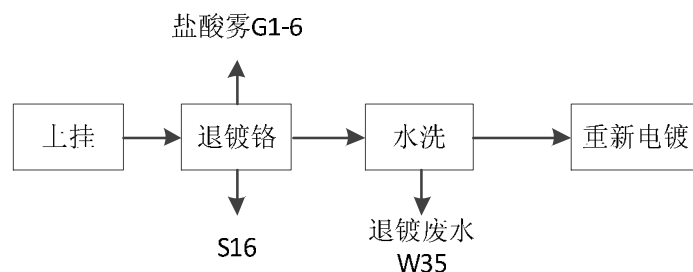 盐酸雾G1-6
上挂
退镀铬
水洗
重新电镀
S16
退镀废水
W35